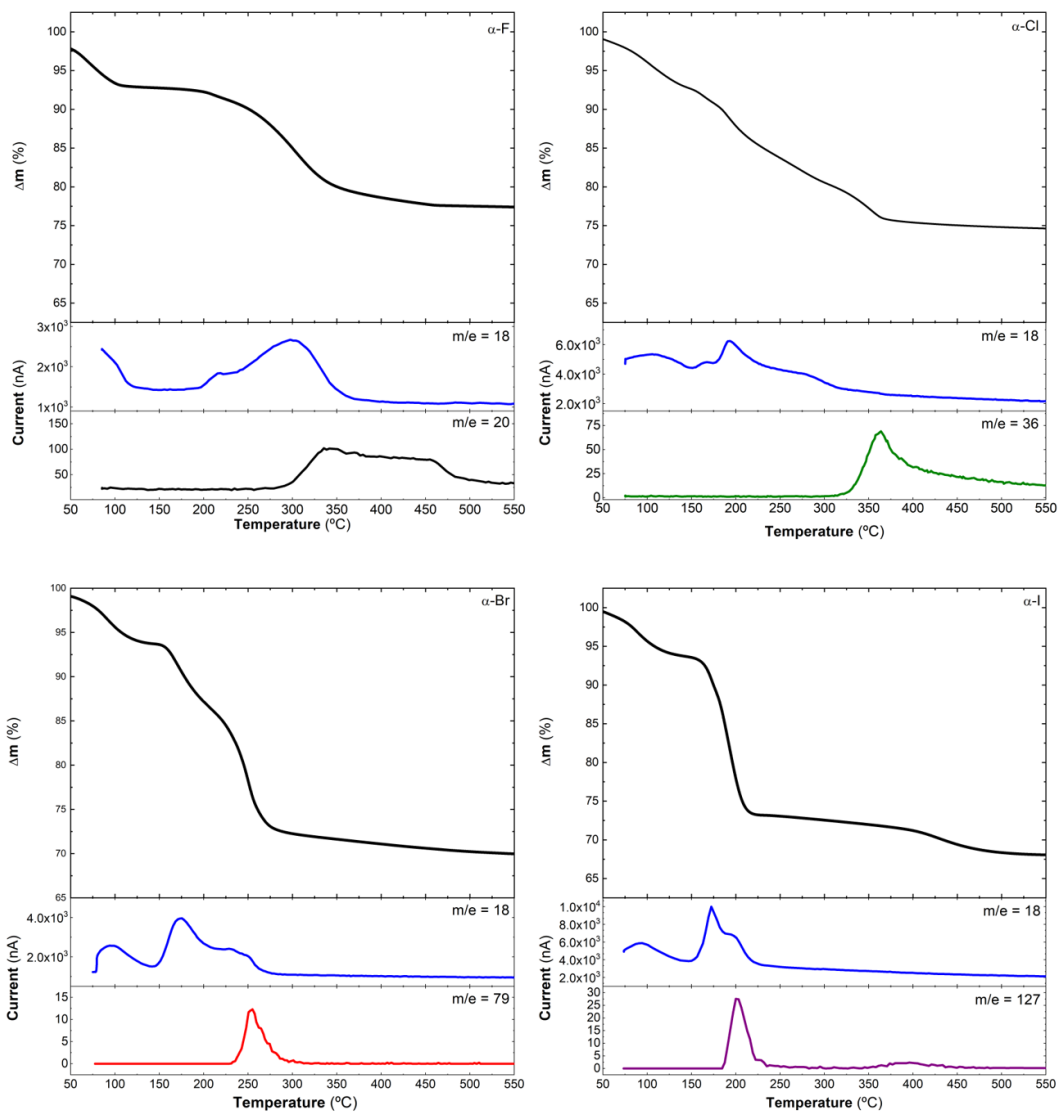 α-F
100
95
90
85
80
75
70
65
Δm (%)
m/e = 18
3x10³
2x10³
1x10³
m/e = 20
150
100
50
Current (nA)
50 100 150 200 250 300 350 400 450 500 550
Temperature (ºC)
α-Cl
100
95
90
85
80
75
70
65
Δm (%)
m/e = 18
6.0x10³
4.0x10³
2.0x10³
m/e = 36
75
50
25
0
Current (nA)
50 100 150 200 250 300 350 400 450 500 550
Temperature (ºC)
α-Br
100
95
90
85
80
75
70
65
Δm (%)
m/e = 18
4.0x10³
2.0x10³
m/e = 79
15
10
5
0
Current (nA)
50 100 150 200 250 300 350 400 450 500 550
Temperature (ºC)
α-I
100
95
90
85
80
75
70
65
Δm (%)
m/e = 18
1.0x10⁴
8.0x10³
6.0x10³
4.0x10³
2.0x10³
m/e = 127
30
25
20
15
10
5
0
Current (nA)
50 100 150 200 250 300 350 400 450 500 550
Temperature (ºC)